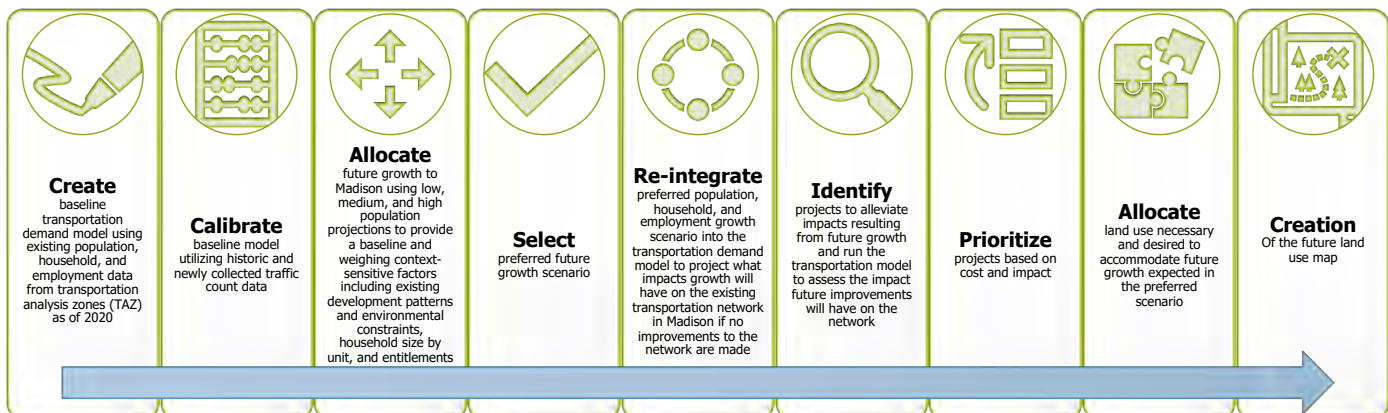 Create
baseline
transportation
demand model using
existing population,
household, and
employment data
from transportation
analysis zones (TAZ)
as of 2020
Calibrate
baseline model
utilizing historic and
newly collected traffic
count data
Allocate
future growth to
Madison using low,
medium, and high
population
projections to provide
a baseline and
weighing context-
sensitive factors
including existing
development patterns
and environmental
constraints,
household size by
unit, and entitlements
Select
preferred future
growth scenario
Re-integrate
preferred population,
household, and
employment growth
scenario into the
transportation demand
model to project what
impacts growth will
have on the existing
transportation network
in Madison if no
improvements to the
network are made
Identify
projects to alleviate
impacts resulting
from future growth
and run the
transportation model
to assess the impact
future improvements
will have on the
network
Prioritize
projects based on
cost and impact
Allocate
land use necessary
and desired to
accommodate future
growth expected in
the preferred
scenario
Creation
Of the future land
use map